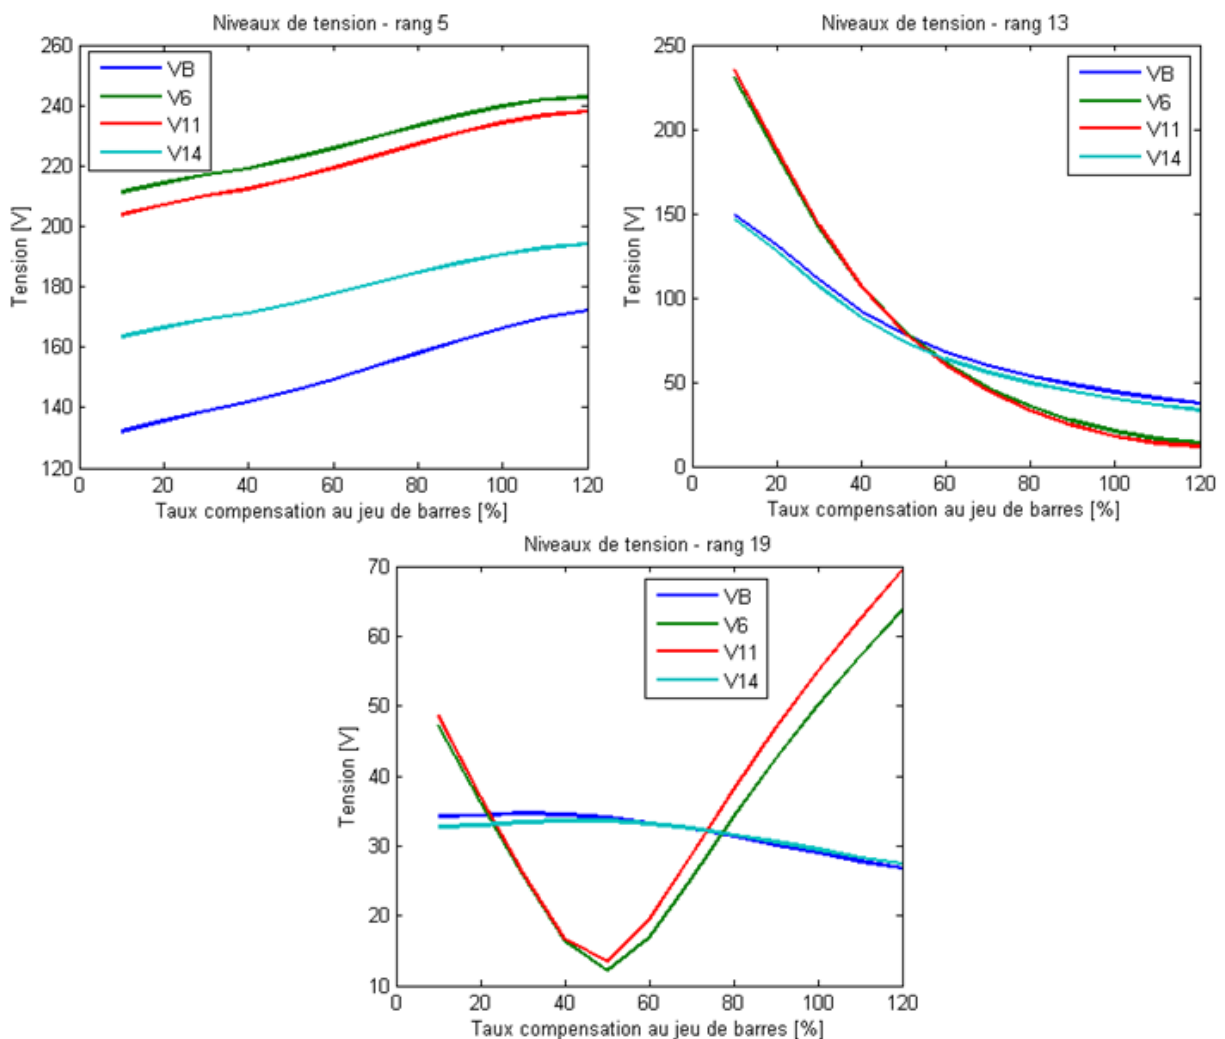 Niveaux de tension - rang 5
260
240
220
200
180
160
140
120
Tension [V]
VB
V6
V11
V14
0
20
40
60
80
100
120
Taux compensation au jeu de barres [%]
Niveaux de tension - rang 13
250
200
150
100
50
0
Tension [V]
VB
V6
V11
V14
0
20
40
60
80
100
120
Taux compensation au jeu de barres [%]
Niveaux de tension - rang 19
70
60
50
40
30
20
10
Tension [V]
VB
V6
V11
V14
0
20
40
60
80
100
120
Taux compensation au jeu de barres [%]